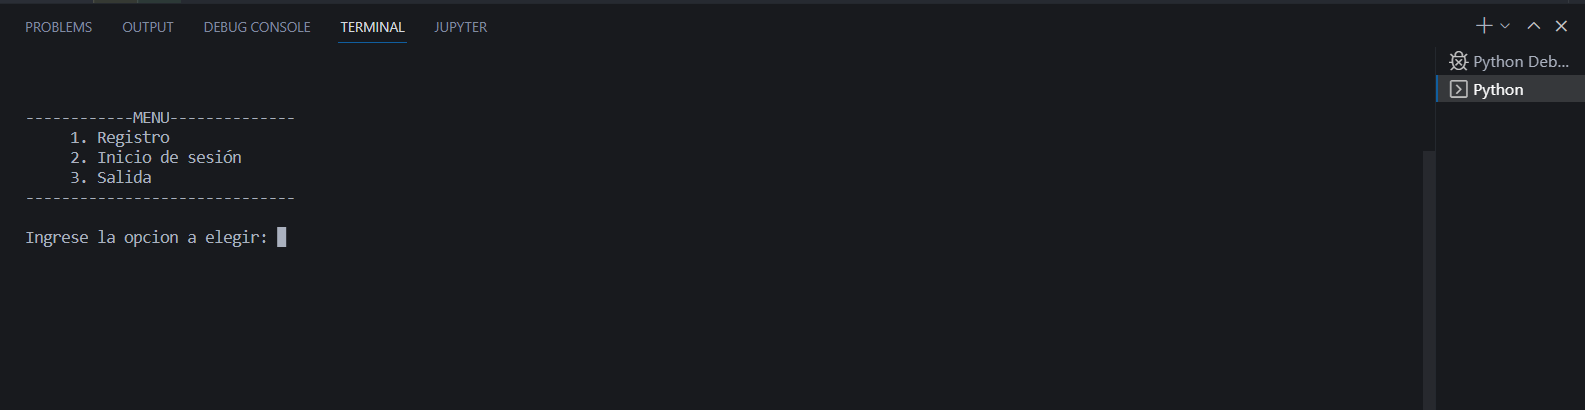 PROBLEMS OUTPUT DEBUG CONSOLE TERMINAL JUPYTER
Python Deb...
Python
------------MENU--------------
1. Registro
2. Inicio de sesión
3. Salida
------------------------------
Ingrese la opcion a elegir: